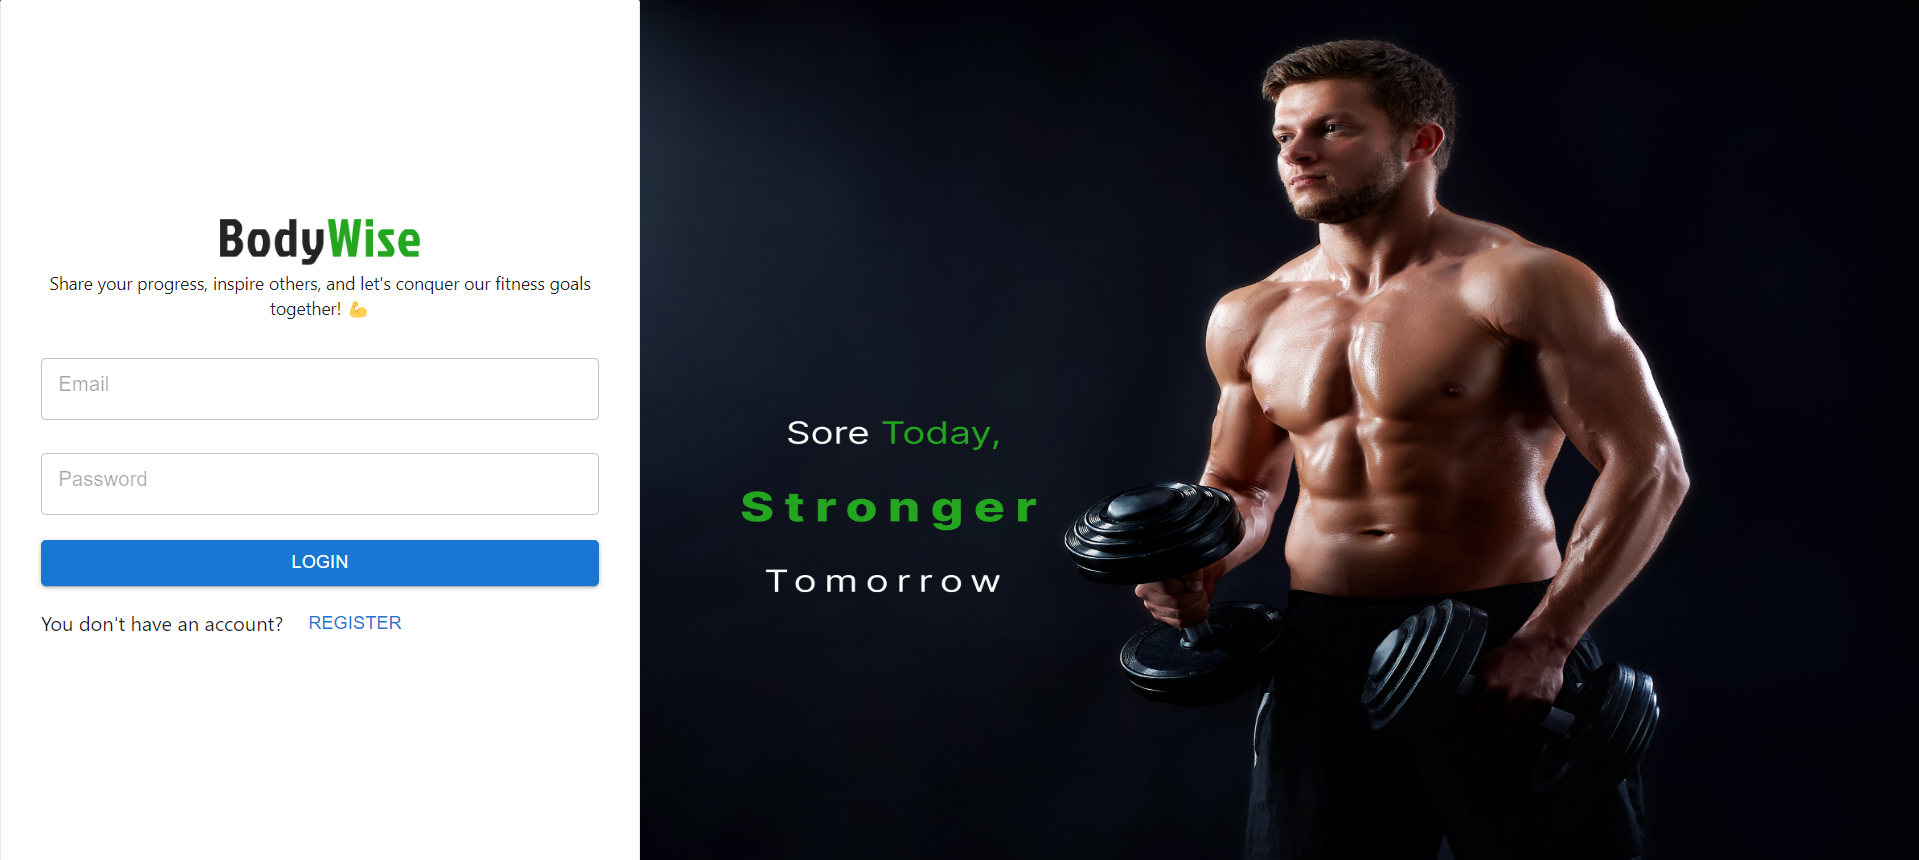 BodyWise
Share your progress, inspire others, and let's conquer our fitness goals
together! 💪
Email
Password
LOGIN
You don't have an account? REGISTER
Sore Today,
Stronger
Tomorrow